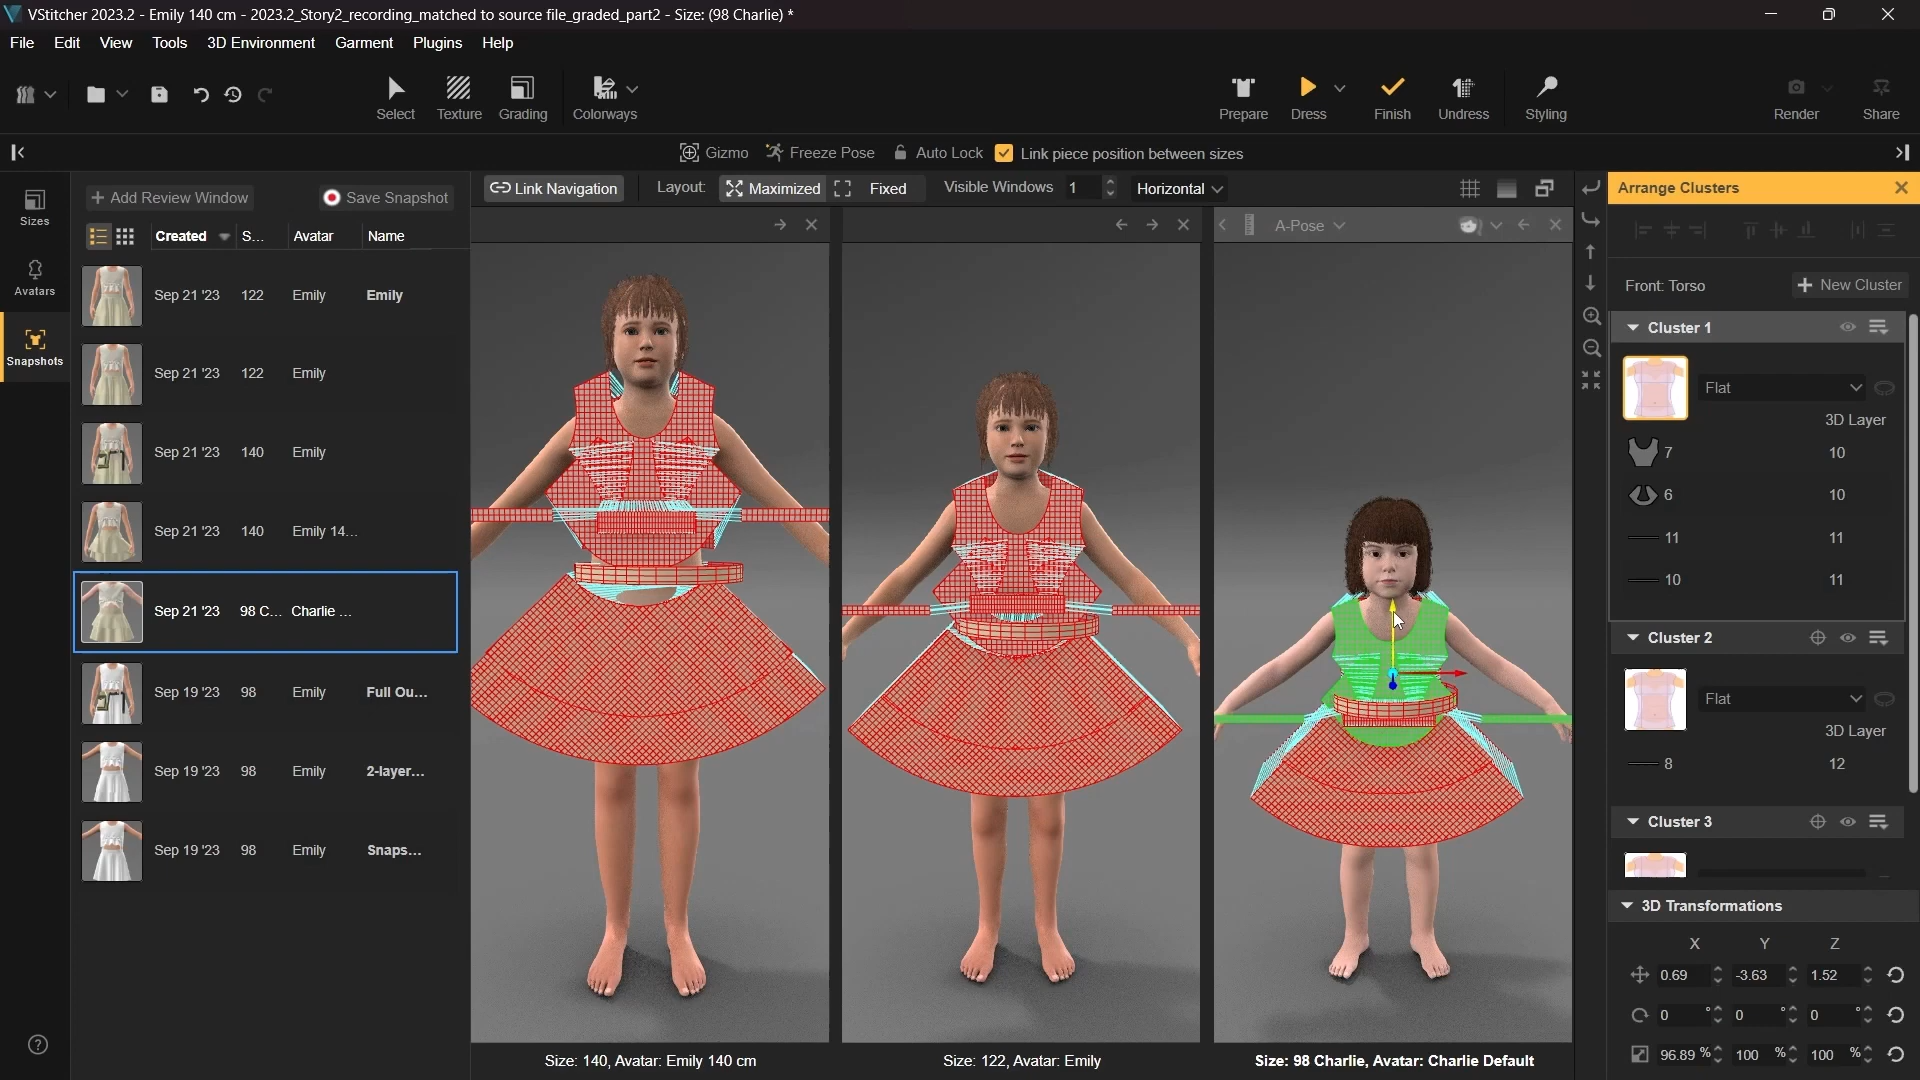 VStitcher 2023.2 - Emily 140 cm - 2023.2_Story2_recording_matched to source file_graded_part2 - Size: (98 Charlie) *
File Edit View Tools 3D Environment Garment Plugins Help
Select Texture Grading Colorways Prepare Dress Finish Undress Styling Render Share
Gizmo Freeze Pose Auto Lock Link piece position between sizes
Sizes
Avatars
Snapshots
+ Add Review Window Save Snapshot
Created S... Avatar Name
Sep 21 '23 122 Emily Emily
Sep 21 '23 122 Emily
Sep 21 '23 140 Emily
Sep 21 '23 140 Emily 14...
Sep 21 '23 98 C... Charlie ...
Sep 19 '23 98 Emily Full Ou...
Sep 19 '23 98 Emily 2-layer...
Sep 19 '23 98 Emily Snaps...
Link Navigation Layout: Maximized Fixed Visible Windows 1 Horizontal
A-Pose
Size: 140, Avatar: Emily 140 cm
Size: 122, Avatar: Emily
Size: 98 Charlie, Avatar: Charlie Default
Arrange Clusters
Front: Torso + New Cluster
Cluster 1
Flat
3D Layer
7 10
6 10
11 11
10 11
Cluster 2
Flat
3D Layer
8 12
Cluster 3
3D Transformations
X Y Z
0.69 -3.63 1.52
0 ° 0 ° 0 °
96.89 % 100 % 100 %